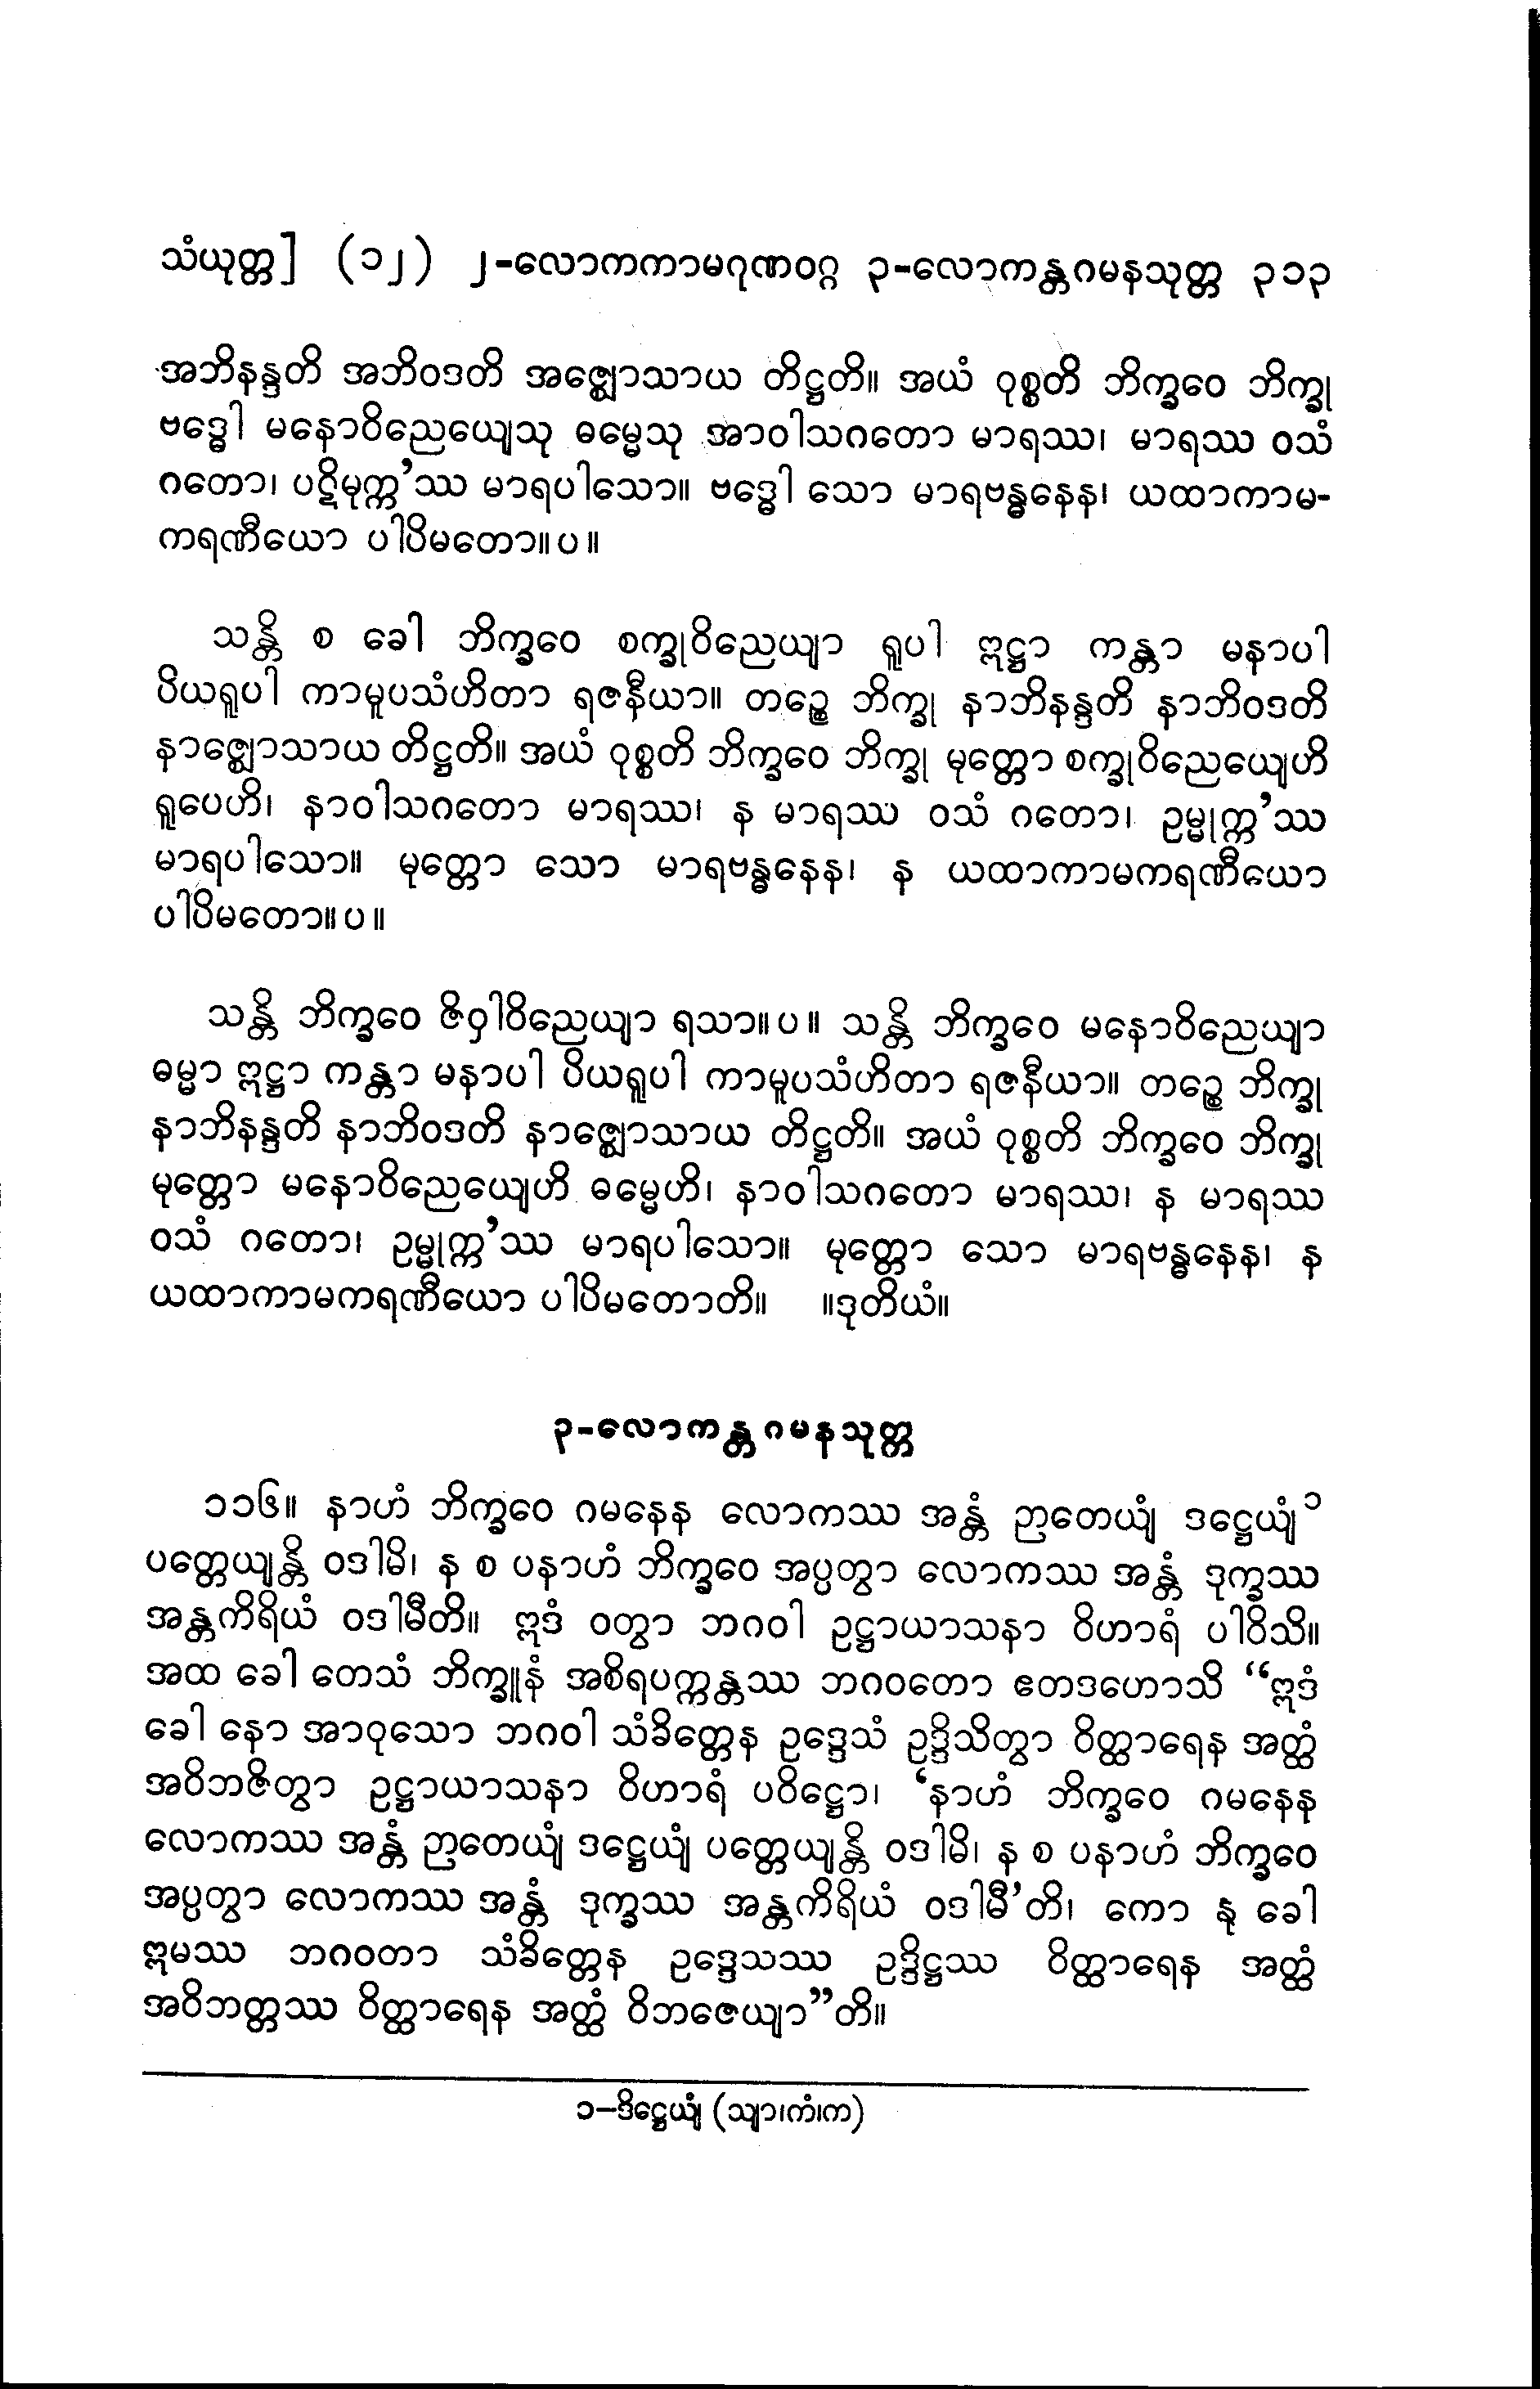 သံယုတ္တ] (၁၂) ၂-လောကကာမဂုဏဝဂ္ဂ ၃-လောကန္တဂမနသုတ္တ ၃၁၃
အဘိနန္ဒတိ အဘိဝဒတိ အဇ္ဈောသာယ တိဋ္ဌတိ။ အယံ ဝုစ္စတိ ဘိက္ခဝေ ဘိက္ခု
ဗဒ္ဓေါ မနောဝိညေယျေသု ဓမ္မေသု အာဝါသဂတော မာရဿ၊ မာရဿ ဝသံ
ဂတော၊ ပဋိမုက္က’ဿ မာရပါသော။ ဗဒ္ဓေါ သော မာရဗန္ဓနေန၊ ယထာကာမ-
ကရဏီယော ပါပိမတော။ပ။
သန္တိ စ ခေါ ဘိက္ခဝေ စက္ခုဝိညေယျာ ရူပါ ဣဋ္ဌာ ကန္တာ မနာပါ
ပိယရူပါ ကာမူပသံဟိတာ ရဇနီယာ။ တဉ္စေ ဘိက္ခု နာဘိနန္ဒတိ နာဘိဝဒတိ
နာဇ္ဈောသာယ တိဋ္ဌတိ။ အယံ ဝုစ္စတိ ဘိက္ခဝေ ဘိက္ခု မုတ္တော စက္ခုဝိညေယျေဟိ
ရူပေဟိ၊ နာဝါသဂတော မာရဿ၊ န မာရဿ ဝသံ ဂတော၊ ဥမ္မုက္က’ဿ
မာရပါသော။ မုတ္တော သော မာရဗန္ဓနေန၊ န ယထာကာမကရဏီယော
ပါပိမတော။ပ။
သန္တိ ဘိက္ခဝေ ဇိဝှါဝိညေယျာ ရသာ။ပ။ သန္တိ ဘိက္ခဝေ မနောဝိညေယျာ
ဓမ္မာ ဣဋ္ဌာ ကန္တာ မနာပါ ပိယရူပါ ကာမူပသံဟိတာ ရဇနီယာ။ တဉ္စေ ဘိက္ခု
နာဘိနန္ဒတိ နာဘိဝဒတိ နာဇ္ဈောသာယ တိဋ္ဌတိ။ အယံ ဝုစ္စတိ ဘိက္ခဝေ ဘိက္ခု
မုတ္တော မနောဝိညေယျေဟိ ဓမ္မေဟိ၊ နာဝါသဂတော မာရဿ၊ န မာရဿ
ဝသံ ဂတော၊ ဥမ္မုက္က’ဿ မာရပါသော။ မုတ္တော သော မာရဗန္ဓနေန၊ န
ယထာကာမကရဏီယော ပါပိမတောတိ။ ။ဒုတိယံ။
၃-လောကန္တဂမနသုတ္တ
၁၁၆။ နာဟံ ဘိက္ခဝေ ဂမနေန လောကဿ အန္တံ ဉာတေယျံ ဒဋ္ဌေယျံ ၁
ပတ္တေယျန္တိ ဝဒါမိ၊ န စ ပနာဟံ ဘိက္ခဝေ အပ္ပတွာ လောကဿ အန္တံ ဒုက္ခဿ
အန္တကိရိယံ ဝဒါမီတိ။ ဣဒံ ဝတွာ ဘဂဝါ ဥဋ္ဌာယာသနာ ဝိဟာရံ ပါဝိသိ။
အထ ခေါ တေသံ ဘိက္ခူနံ အစိရပက္ကန္တဿ ဘဂဝတော ဧတဒဟောသိ “ဣဒံ
ခေါ နော အာဝုသော ဘဂဝါ သံခိတ္တေန ဥဒ္ဒေသံ ဥဒ္ဒိသိတွာ ဝိတ္ထာရေန အတ္ထံ
အဝိဘဇိတွာ ဥဋ္ဌာယာသနာ ဝိဟာရံ ပဝိဋ္ဌော၊ ‘နာဟံ ဘိက္ခဝေ ဂမနေန
လောကဿ အန္တံ ဉာတေယျံ ဒဋ္ဌေယျံ ပတ္တေယျန္တိ ဝဒါမိ၊ န စ ပနာဟံ ဘိက္ခဝေ
အပ္ပတွာ လောကဿ အန္တံ ဒုက္ခဿ အန္တကိရိယံ ဝဒါမီ’တိ၊ ကော နု ခေါ
ဣမဿ ဘဂဝတာ သံခိတ္တေန ဥဒ္ဒေသဿ ဥဒ္ဒိဋ္ဌဿ ဝိတ္ထာရေန အတ္ထံ
အဝိဘတ္တဿ ဝိတ္ထာရေန အတ္ထံ ဝိဘဇေယျာ”တိ။
၁–ဒိဋ္ဌေယျံ (သျာ၊ကံ၊က)